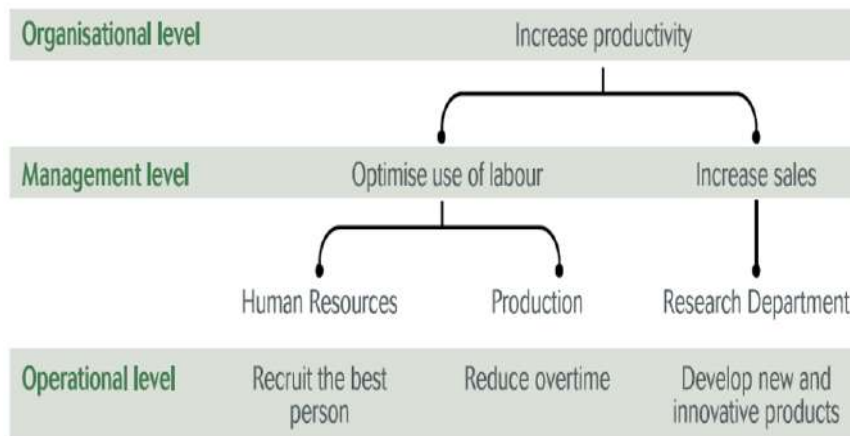 Organisational level
Increase productivity
Management level
Optimise use of labour
Increase sales
Human Resources
Production
Research Department
Operational level
Recruit the best
person
Reduce overtime
Develop new and
innovative products